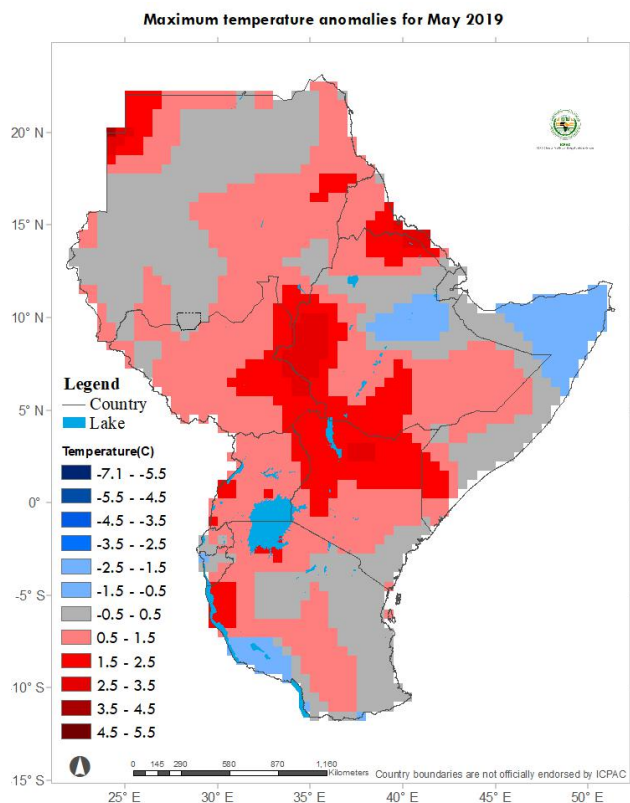 Maximum temperature anomalies for May 2019
20° N
15° N
10° N
5° N
0°
5° S
10° S
15° S
Legend
Country
Lake
Temperature(C)
-7.1 - -5.5
-5.5 - -4.5
-4.5 - -3.5
-3.5 - -2.5
-2.5 - -1.5
-1.5 - -0.5
-0.5 - 0.5
0.5 - 1.5
1.5 - 2.5
2.5 - 3.5
3.5 - 4.5
4.5 - 5.5
0 145 290 580 870 1,160
Kilometers
Country boundaries are not officially endorsed by ICPAC
25° E 30° E 35° E 40° E 45° E 50° E